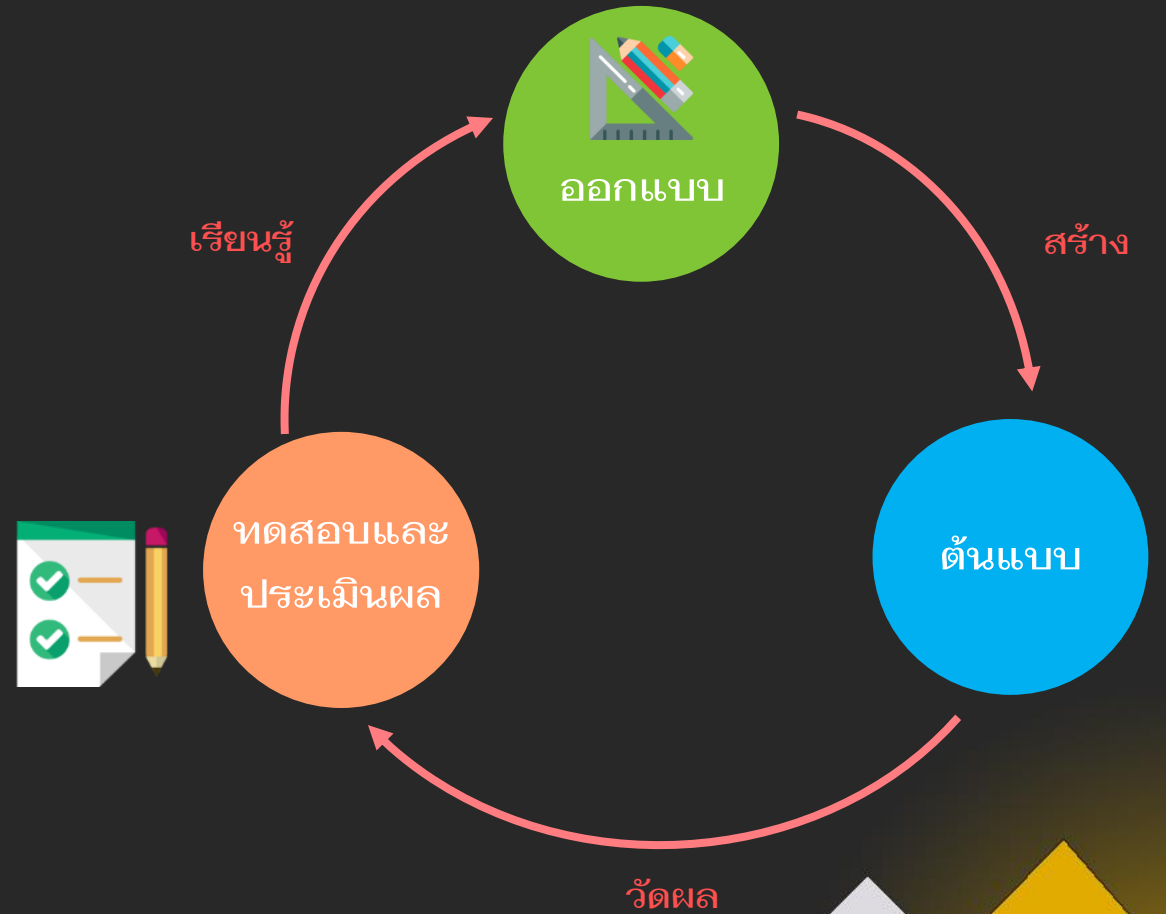 ออกแบบ
เรียนรู้
สร้าง
ทดสอบและ
ประเมินผล
ต้นแบบ
วัดผล